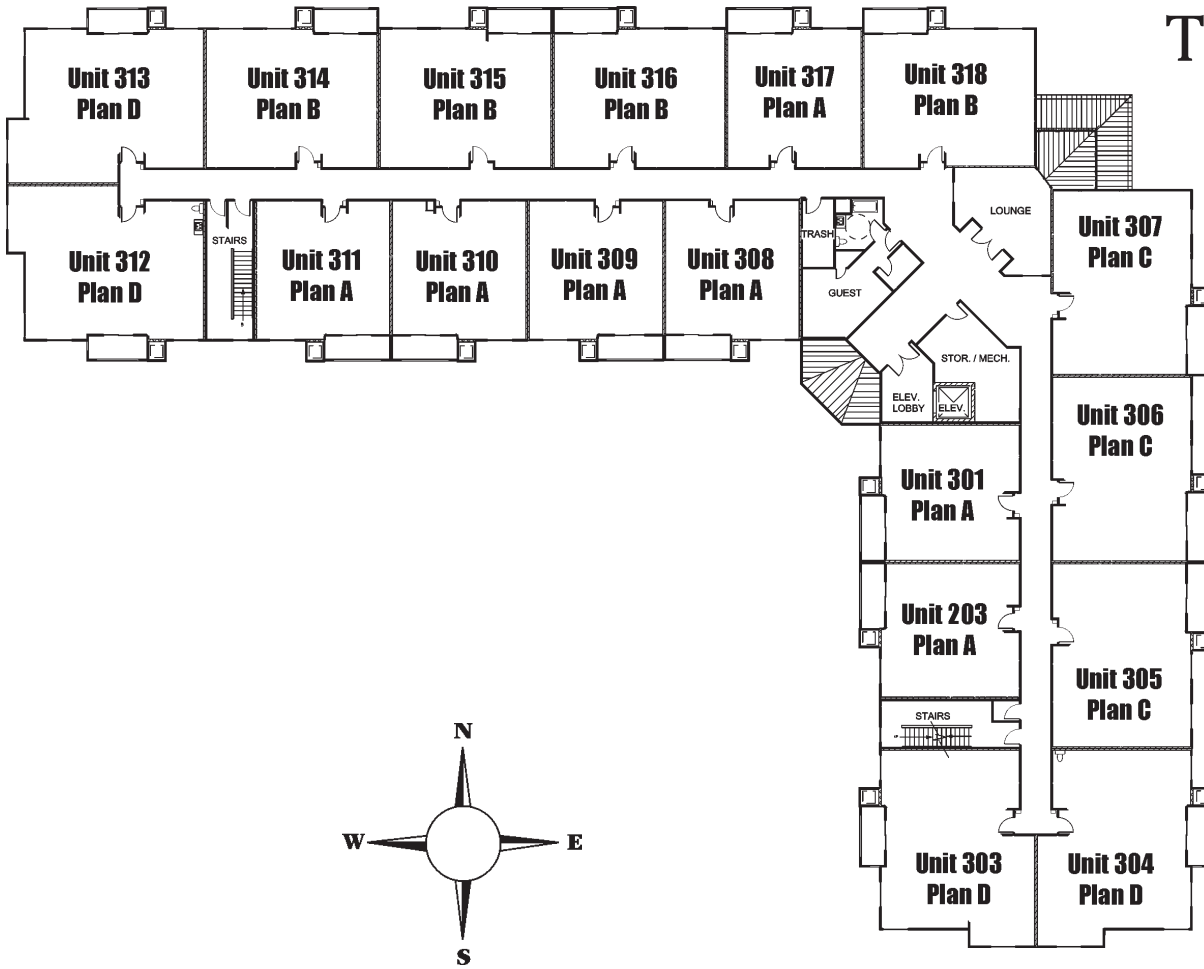 T
Unit 313
Plan D
Unit 314
Plan B
Unit 315
Plan B
Unit 316
Plan B
Unit 317
Plan A
Unit 318
Plan B
Unit 312
Plan D
STAIRS
Unit 311
Plan A
Unit 310
Plan A
Unit 309
Plan A
Unit 308
Plan A
TRASH
GUEST
LOUNGE
Unit 307
Plan C
STOR. / MECH.
ELEV.
LOBBY
ELEV.
Unit 306
Plan C
Unit 301
Plan A
Unit 203
Plan A
Unit 305
Plan C
STAIRS
Unit 303
Plan D
Unit 304
Plan D
N
W
E
S